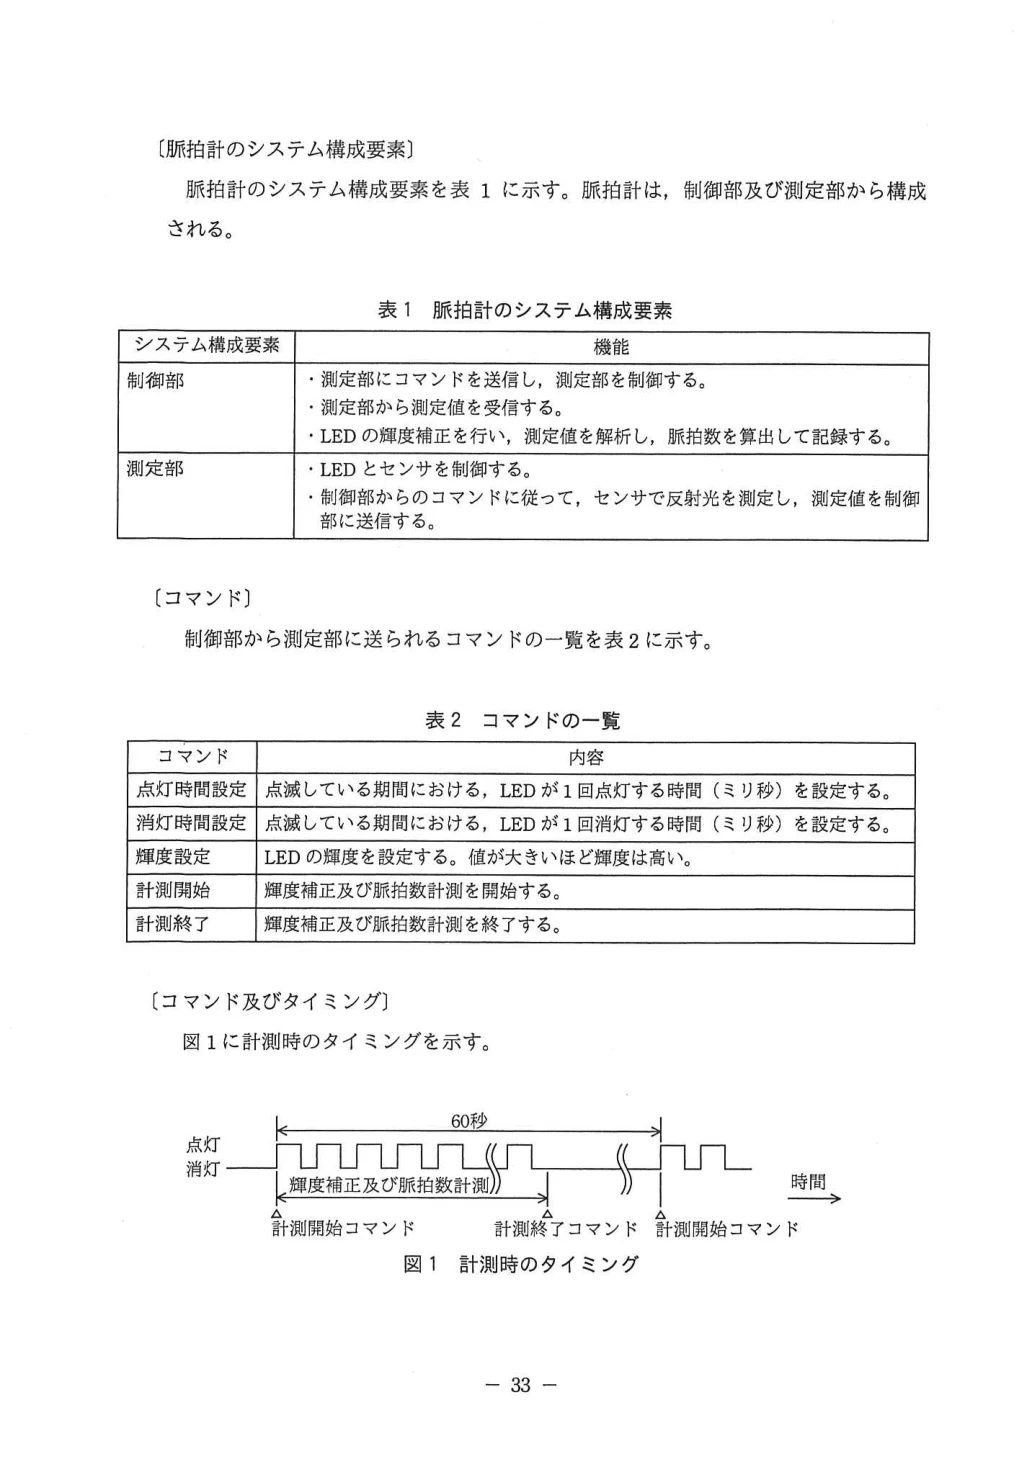 〔脈拍計のシステム構成要素〕
脈拍計のシステム構成要素を表 1 に示す。脈拍計は，制御部及び測定部から構成
される。
表 1　脈拍計のシステム構成要素
システム構成要素　機能
制御部　・測定部にコマンドを送信し，測定部を制御する。
・測定部から測定値を受信する。
・LED の輝度補正を行い，測定値を解析し，脈拍数を算出して記録する。
測定部　・LED とセンサを制御する。
・制御部からのコマンドに従って，センサで反射光を測定し，測定値を制御
部に送信する。
〔コマンド〕
制御部から測定部に送られるコマンドの一覧を表 2 に示す。
表 2　コマンドの一覧
コマンド　内容
点灯時間設定　点滅している期間における，LED が 1 回点灯する時間（ミリ秒）を設定する。
消灯時間設定　点滅している期間における，LED が 1 回消灯する時間（ミリ秒）を設定する。
輝度設定　LED の輝度を設定する。値が大きいほど輝度は高い。
計測開始　輝度補正及び脈拍数計測を開始する。
計測終了　輝度補正及び脈拍数計測を終了する。
〔コマンド及びタイミング〕
図 1 に計測時のタイミングを示す。
60秒
点灯
消灯
輝度補正及び脈拍数計測
時間
計測開始コマンド　計測終了コマンド　計測開始コマンド
図 1　計測時のタイミング
－ 33 －